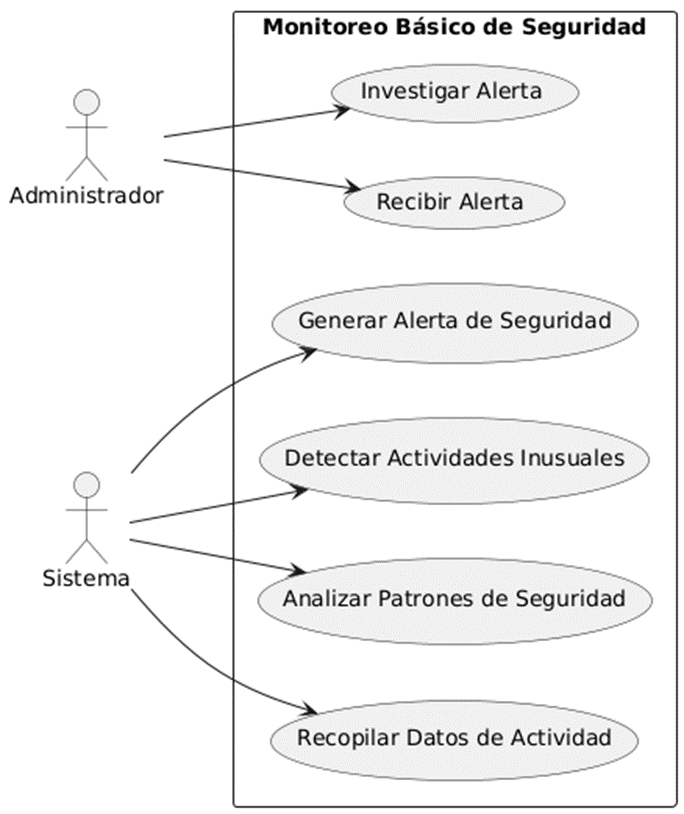 Monitoreo Básico de Seguridad
Investigar Alerta
Administrador
Recibir Alerta
Generar Alerta de Seguridad
Detectar Actividades Inusuales
Sistema
Analizar Patrones de Seguridad
Recopilar Datos de Actividad